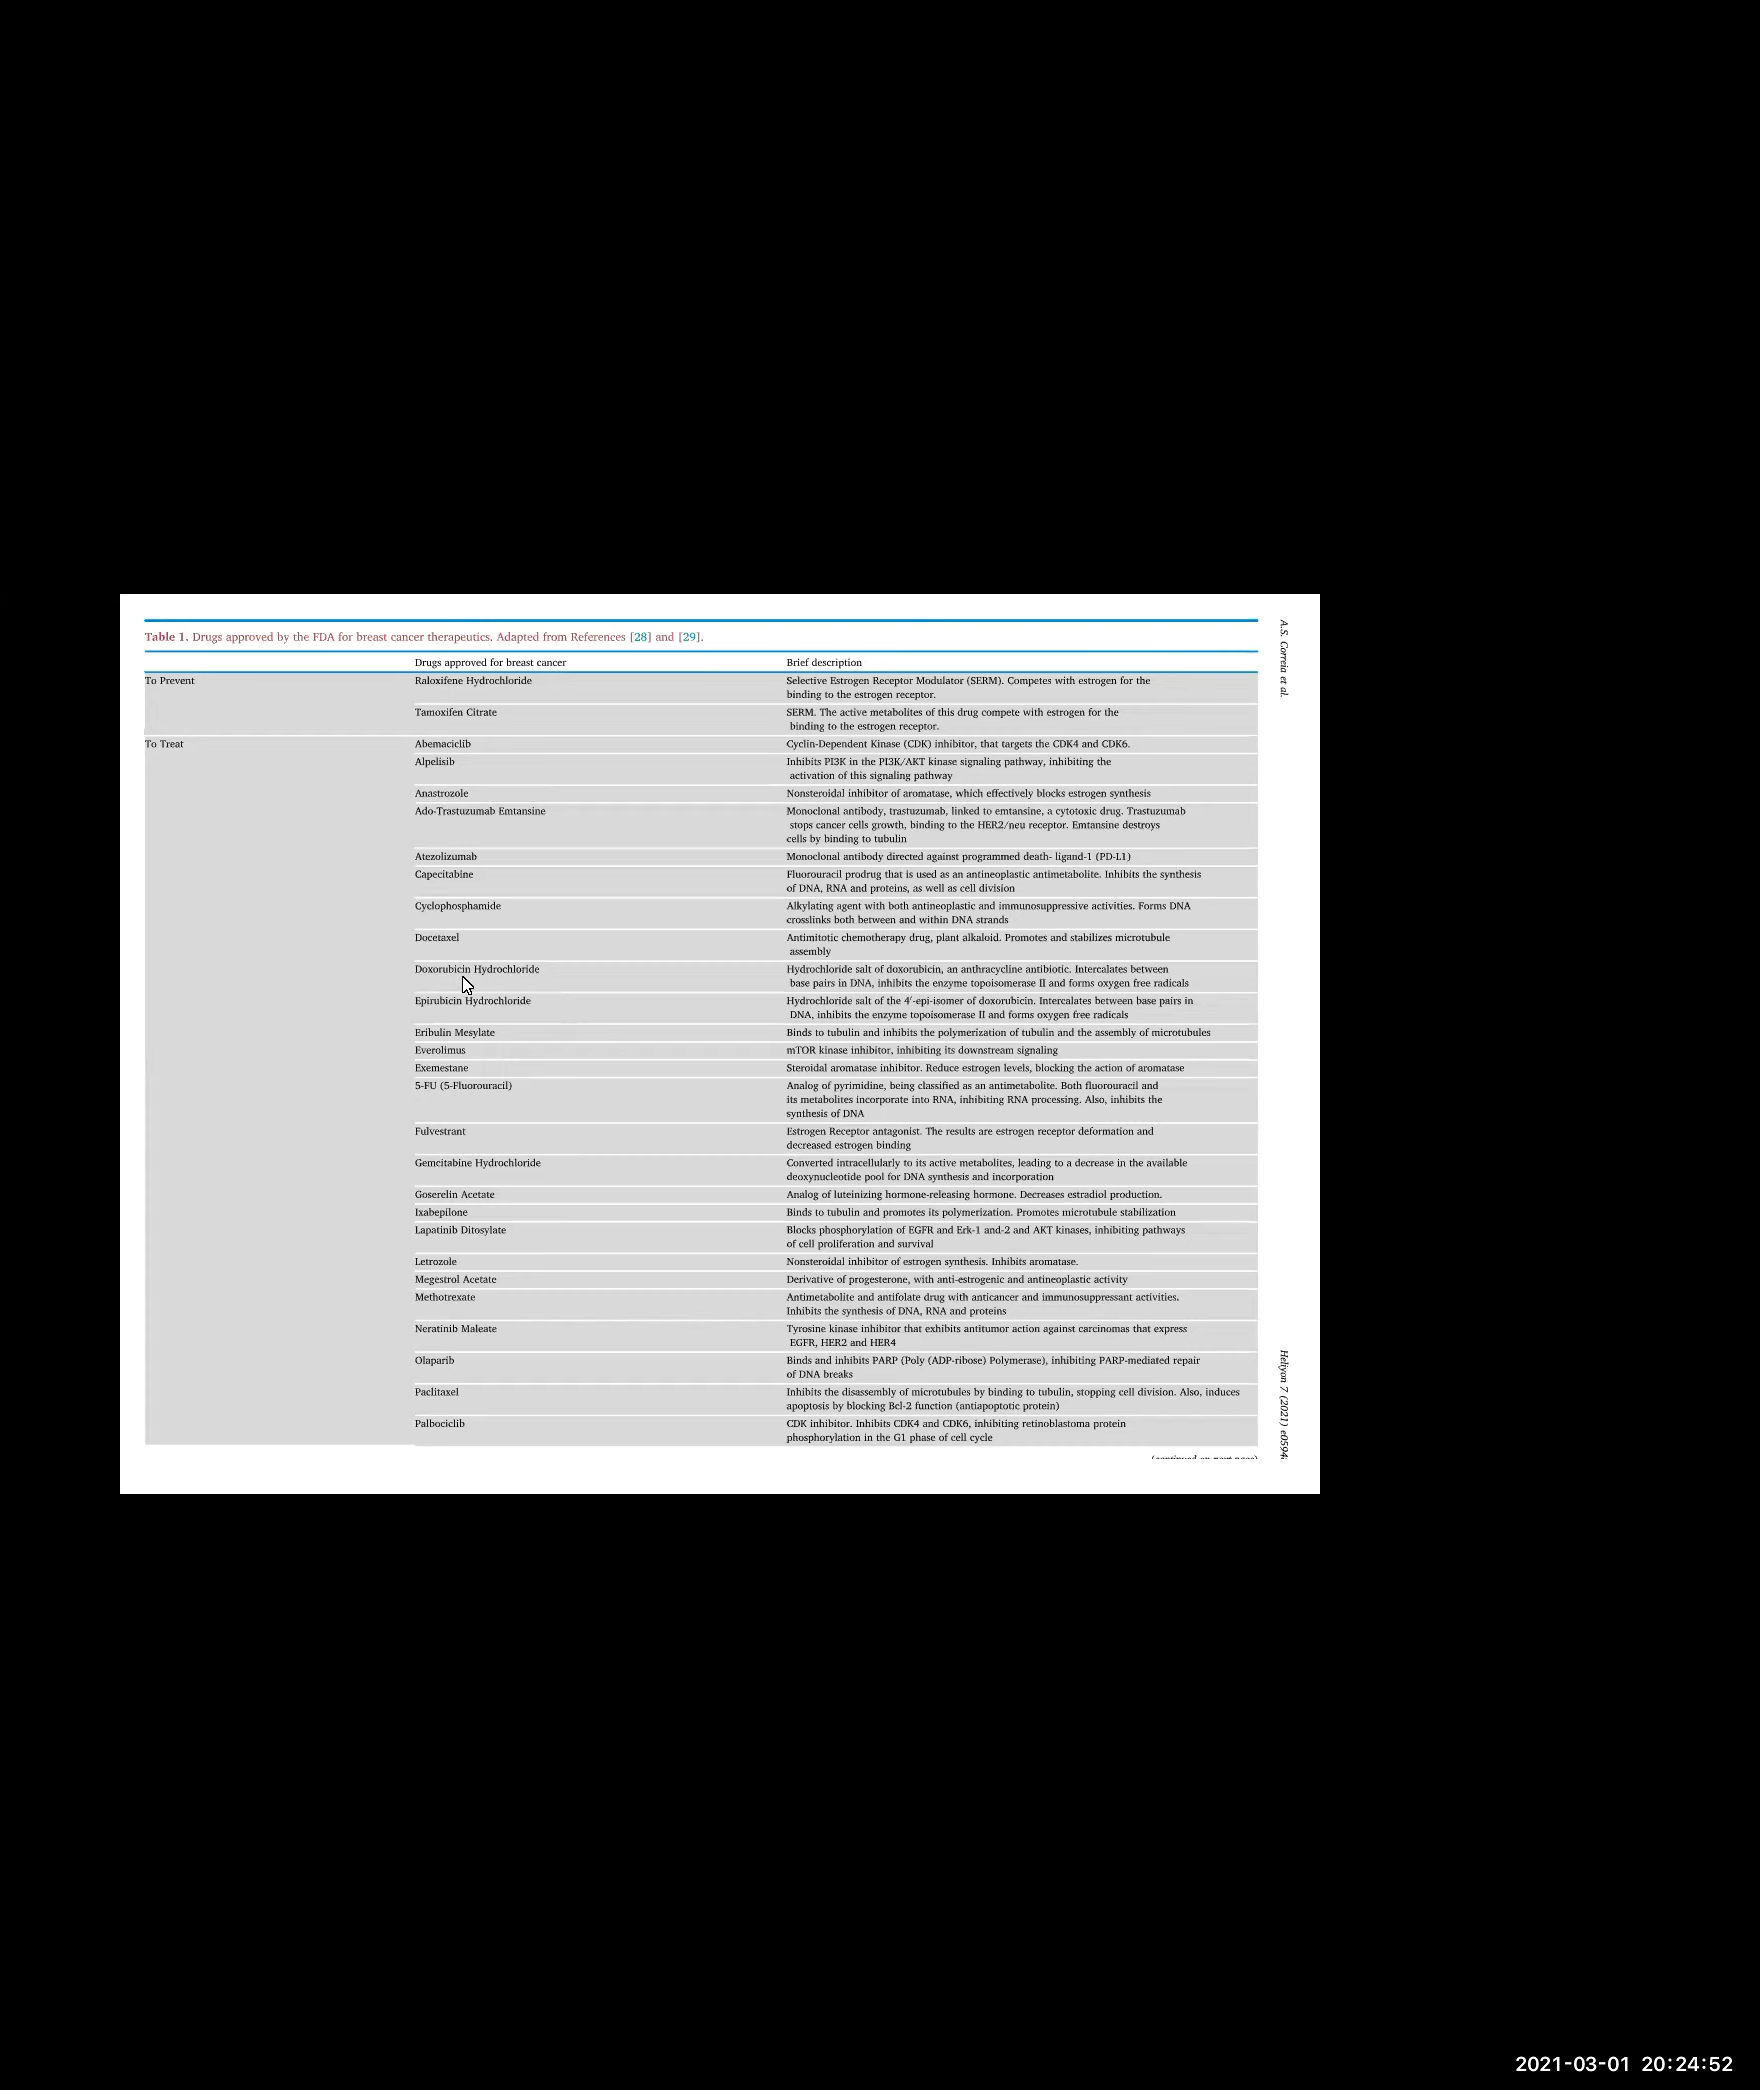 Table 1. Drugs approved by the FDA for breast cancer therapeutics. Adapted from References [28] and [29].
Drugs approved for breast cancer Brief description
To Prevent Raloxifene Hydrochloride Selective Estrogen Receptor Modulator (SERM). Competes with estrogen for the
binding to the estrogen receptor.
Tamoxifen Citrate SERM. The active metabolites of this drug compete with estrogen for the
binding to the estrogen receptor.
To Treat Abemaciclib Cyclin-Dependent Kinase (CDK) inhibitor, that targets the CDK4 and CDK6.
Alpelisib Inhibits PI3K in the PI3K/AKT kinase signaling pathway, inhibiting the
activation of this signaling pathway
Anastrozole Nonsteroidal inhibitor of aromatase, which effectively blocks estrogen synthesis
Ado-Trastuzumab Emtansine Monoclonal antibody, trastuzumab, linked to emtansine, a cytotoxic drug. Trastuzumab
stops cancer cells growth, binding to the HER2/neu receptor. Emtansine destroys
cells by binding to tubulin
Atezolizumab Monoclonal antibody directed against programmed death- ligand-1 (PD-L1)
Capecitabine Fluorouracil prodrug that is used as an antineoplastic antimetabolite. Inhibits the synthesis
of DNA, RNA and proteins, as well as cell division
Cyclophosphamide Alkylating agent with both antineoplastic and immunosuppressive activities. Forms DNA
crosslinks both between and within DNA strands
Docetaxel Antimitotic chemotherapy drug, plant alkaloid. Promotes and stabilizes microtubule
assembly
Doxorubicin Hydrochloride Hydrochloride salt of doxorubicin, an anthracycline antibiotic. Intercalates between
base pairs in DNA, inhibits the enzyme topoisomerase II and forms oxygen free radicals
Epirubicin Hydrochloride Hydrochloride salt of the 4′-epi-isomer of doxorubicin. Intercalates between base pairs in
DNA, inhibits the enzyme topoisomerase II and forms oxygen free radicals
Eribulin Mesylate Binds to tubulin and inhibits the polymerization of tubulin and the assembly of microtubules
Everolimus mTOR kinase inhibitor, inhibiting its downstream signaling
Exemestane Steroidal aromatase inhibitor. Reduce estrogen levels, blocking the action of aromatase
5-FU (5-Fluorouracil) Analog of pyrimidine, being classified as an antimetabolite. Both fluorouracil and
its metabolites incorporate into RNA, inhibiting RNA processing. Also, inhibits the
synthesis of DNA
Fulvestrant Estrogen Receptor antagonist. The results are estrogen receptor deformation and
decreased estrogen binding
Gemcitabine Hydrochloride Converted intracellularly to its active metabolites, leading to a decrease in the available
deoxynucleotide pool for DNA synthesis and incorporation
Goserelin Acetate Analog of luteinizing hormone-releasing hormone. Decreases estradiol production.
Ixabepilone Binds to tubulin and promotes its polymerization. Promotes microtubule stabilization
Lapatinib Ditosylate Blocks phosphorylation of EGFR and Erk-1 and-2 and AKT kinases, inhibiting pathways
of cell proliferation and survival
Letrozole Nonsteroidal inhibitor of estrogen synthesis. Inhibits aromatase.
Megestrol Acetate Derivative of progesterone, with anti-estrogenic and antineoplastic activity
Methotrexate Antimetabolite and antifolate drug with anticancer and immunosuppressant activities.
Inhibits the synthesis of DNA, RNA and proteins
Neratinib Maleate Tyrosine kinase inhibitor that exhibits antitumor action against carcinomas that express
EGFR, HER2 and HER4
Olaparib Binds and inhibits PARP (Poly (ADP-ribose) Polymerase), inhibiting PARP-mediated repair
of DNA breaks
Paclitaxel Inhibits the disassembly of microtubules by binding to tubulin, stopping cell division. Also, induces
apoptosis by blocking Bcl-2 function (antiapoptotic protein)
Palbociclib CDK inhibitor. Inhibits CDK4 and CDK6, inhibiting retinoblastoma protein
phosphorylation in the G1 phase of cell cycle
(continued on next page)
A.S. Correia et al.
Heliyon 7 (2021)
2021-03-01 20:24:52